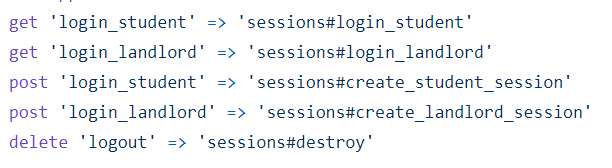 get 'login_student' => 'sessions#login_student'
get 'login_landlord' => 'sessions#login_landlord'
post 'login_student' => 'sessions#create_student_session'
post 'login_landlord' => 'sessions#create_landlord_session'
delete 'logout' => 'sessions#destroy'